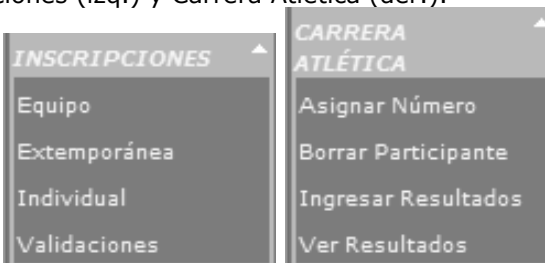 ciones (izq.) y Carrera Atlética (der.).
INSCRIPCIONES
Equipo
Extemporánea
Individual
Validaciones
CARRERA
ATLÉTICA
Asignar Número
Borrar Participante
Ingresar Resultados
Ver Resultados